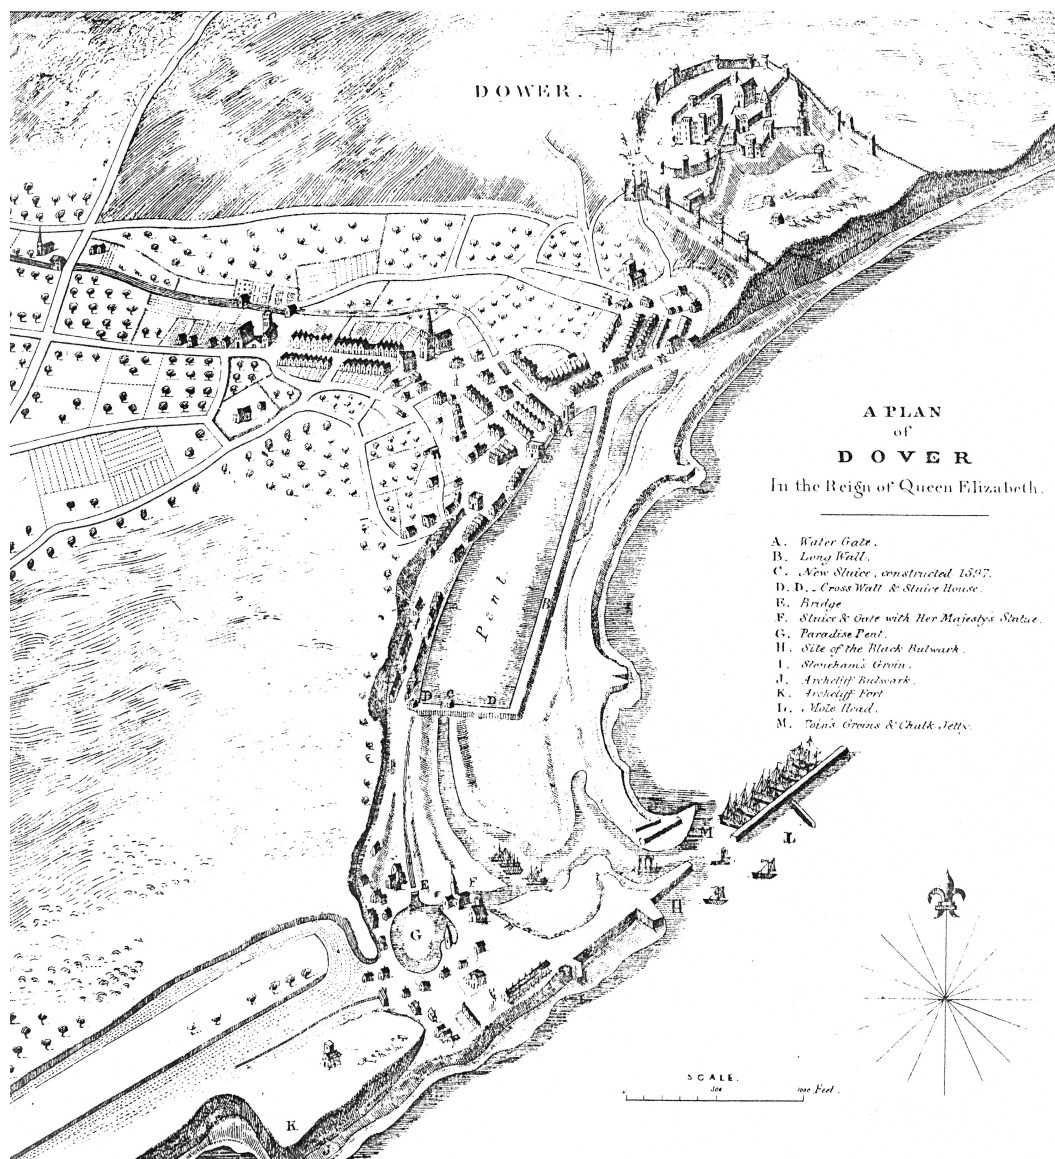 DOWER.
A PLAN
of
DOVER
In the Reign of Queen Elizabeth.
A. Water Gate.
B. Long Wall.
C. New Sluice, constructed 1597.
D. D. Cross Wall & Sluice House.
E. Bridge
F. Sluice & Gate with Her Majestys Statue.
G. Paradise Pent.
H. Site of the Black Bulwark.
I. Stoneham's Groin.
J. Archcliff Bulwark.
K. Archcliff Fort
L. Mole Head.
M. Groins & Chalk Jetty.
A
B
Pent
D
C
D
M
L
E
F
H
G
K.
SCALE.
1000 Feet.